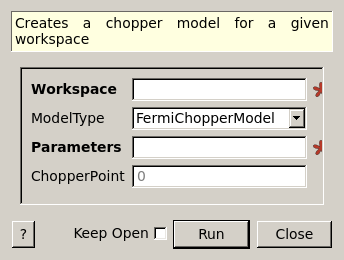 Creates a chopper model for a given
workspace
Workspace
ModelType FermiChopperModel
Parameters
ChopperPoint 0
? Keep Open Run Close